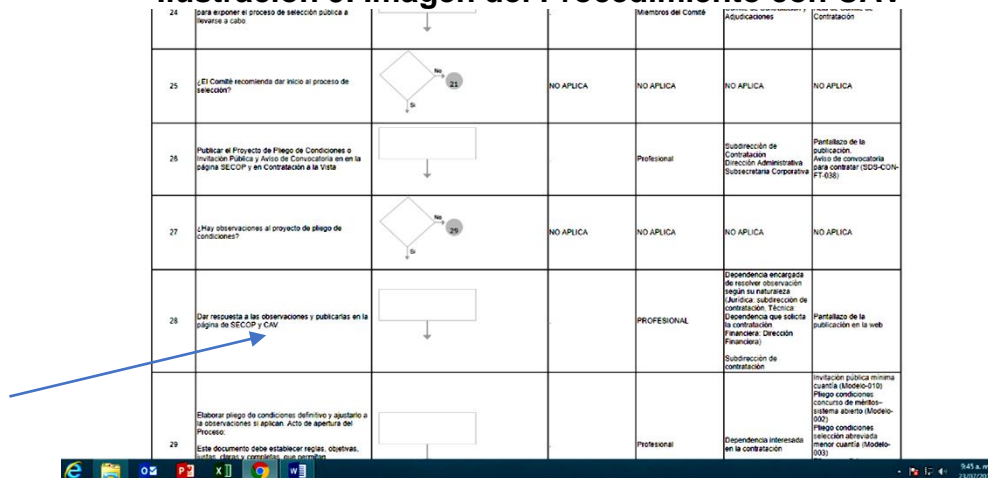 Ilustración 3. Imagen del Procedimiento con CAV
24
para exponer el proceso de selección pública a
llevarse a cabo
Miembros del Comité
Comité de Contratación y
Adjudicaciones
Contratación
25
¿El Comité recomienda dar inicio al proceso de
selección?
No
21
Si
NO APLICA
NO APLICA
NO APLICA
NO APLICA
26
Publicar el Proyecto de Pliego de Condiciones o
Invitación Pública y Aviso de Convocatoria en en la
página SECOP y en Contratación a la Vista
Profesional
Subdirección de
Contratación
Dirección Administrativa
Subsecretaria Corporativa
Pantallazo de la
publicación.
Aviso de convocatoria
para contratar (SDS-CON-
FT-038)
27
¿Hay observaciones al proyecto de pliego de
condiciones?
No
29
Si
NO APLICA
NO APLICA
NO APLICA
NO APLICA
28
Dar respuesta a las observaciones y publicarlas en la
página de SECOP y CAV
PROFESIONAL
Dependencia encargada
de resolver observación
según su naturaleza
(Jurídica: subdirección de
contratación, Técnica:
Dependencia que solicita
la contratación.
Financiera: Dirección
Financiera)
Subdirección de
contratación
Pantallazo de la
publicación en la web
29
Elaborar pliego de condiciones definitivo y ajustarlo a
la observaciones si aplican. Acto de apertura del
Proceso:
Este documento debe establecer reglas, objetivas,
justas, claras y completas, que permitan
Profesional
Dependencia interesada
en la contratación
Invitación pública mínima
cuantía (Modelo-010)
Pliego condiciones
concurso de méritos–
sistema abierto (Modelo-
002)
Pliego condiciones
selección abreviada
menor cuantía (Modelo-
003)
9:45 a. m.